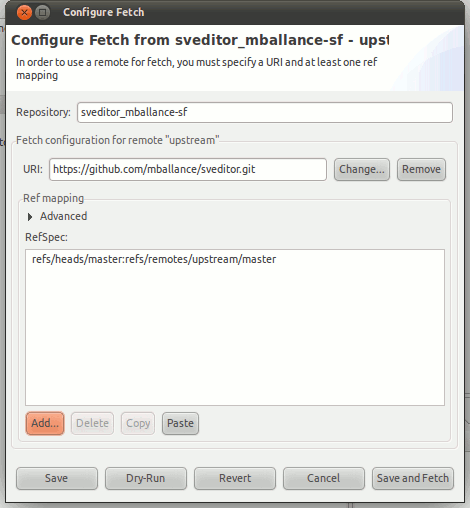 Configure Fetch
Configure Fetch from sveditor_mballance-sf - upst
In order to use a remote for fetch, you must specify a URI and at least one ref
mapping
Repository: sveditor_mballance-sf
Fetch configuration for remote "upstream"
URI: https://github.com/mballance/sveditor.git Change... Remove
Ref mapping
Advanced
RefSpec:
refs/heads/master:refs/remotes/upstream/master
Add... Delete Copy Paste
Save Dry-Run Revert Cancel Save and Fetch